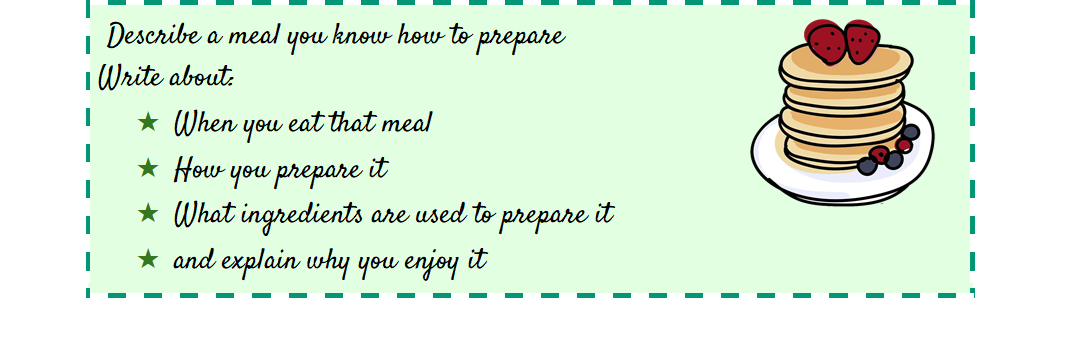 Describe a meal you know how to prepare
Write about:
★ When you eat that meal
★ How you prepare it
★ What ingredients are used to prepare it
★ and explain why you enjoy it